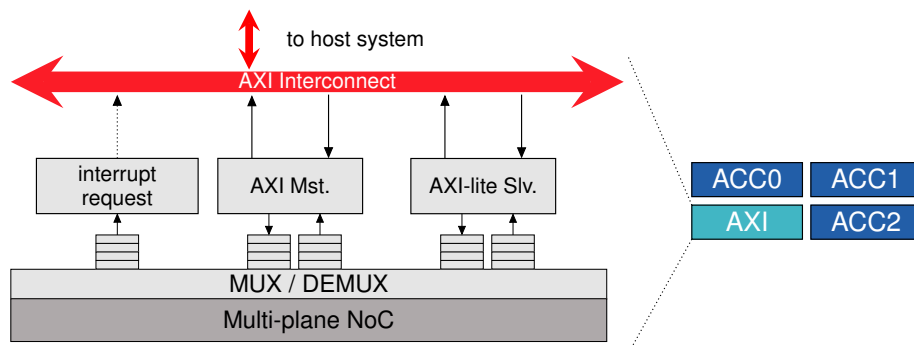 to host system
AXI Interconnect
interrupt
request
AXI Mst.
AXI-lite Slv.
ACC0
ACC1
AXI
ACC2
MUX / DEMUX
Multi-plane NoC